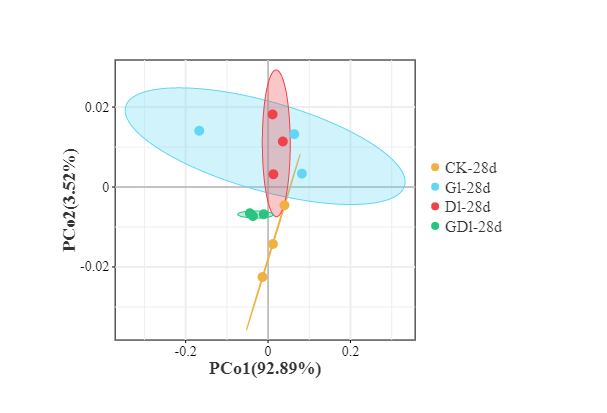 0.02
0
-0.02
PCo2(3.52%)
-0.2
0
0.2
PCo1(92.89%)
CK-28d
Gl-28d
Dl-28d
GDl-28d